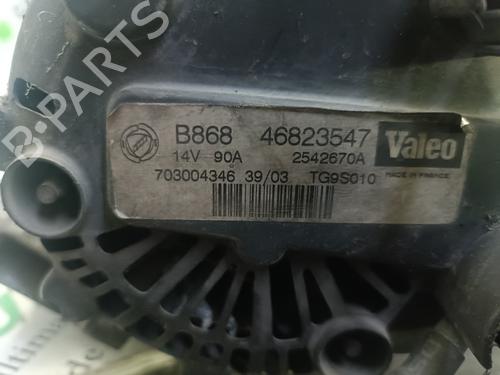 B-PARTS
B868 46823547 Valeo
14V 90A 2542670A
703004346 39/03 TG9S010 MADE IN FRANCE